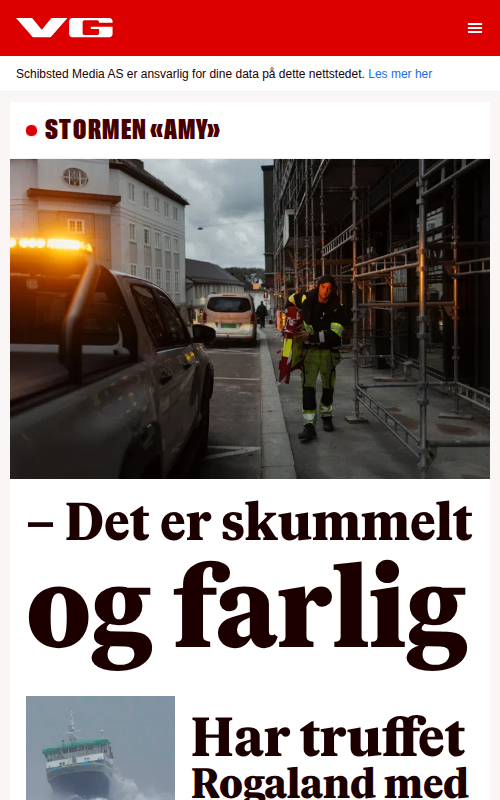 VG
Schibsted Media AS er ansvarlig for dine data på dette nettstedet. Les mer her
STORMEN «AMY»
– Det er skummelt
og farlig
Har truffet
Rogaland med